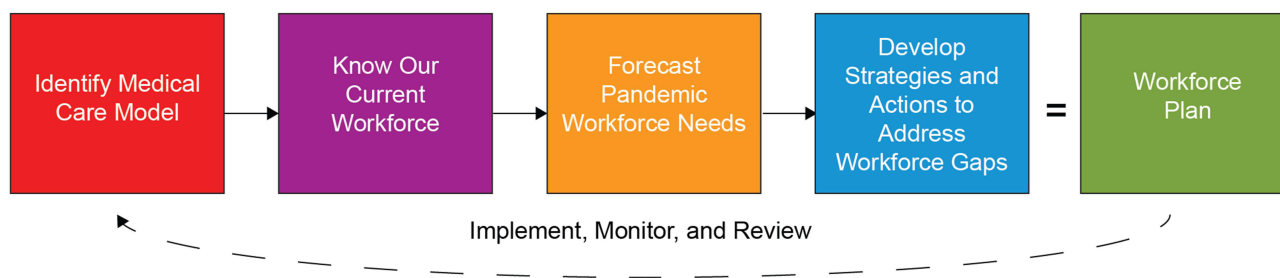 Identify Medical
Care Model
Know Our
Current
Workforce
Forecast
Pandemic
Workforce Needs
Develop
Strategies and
Actions to
Address
Workforce Gaps
=
Workforce
Plan
Implement, Monitor, and Review